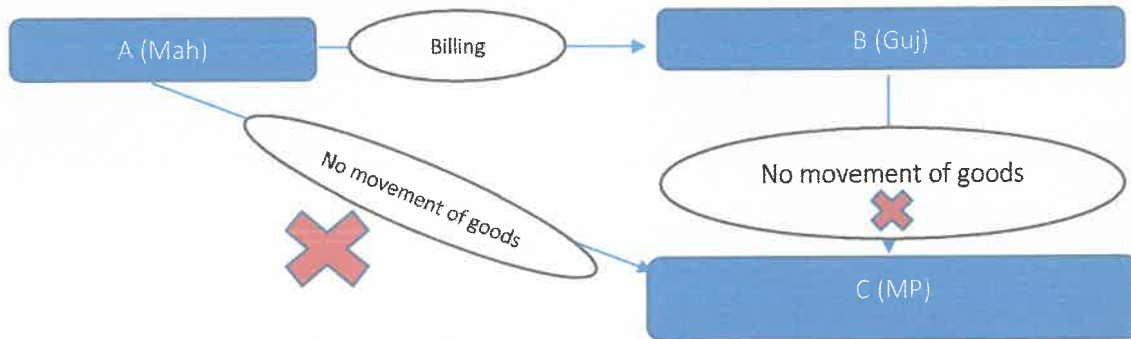 A (Mah)
Billing
B (Guj)
No movement of goods
No movement of goods
C (MP)